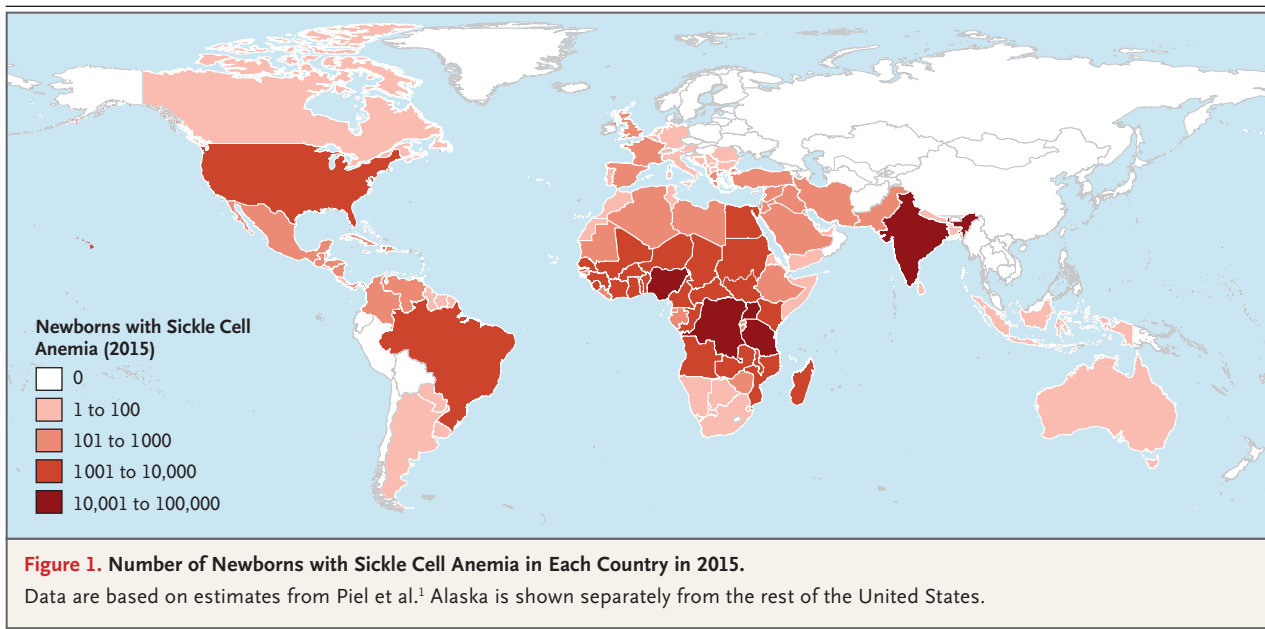 Newborns with Sickle Cell
Anemia (2015)
0
1 to 100
101 to 1000
1001 to 10,000
10,001 to 100,000
Figure 1. Number of Newborns with Sickle Cell Anemia in Each Country in 2015.
Data are based on estimates from Piel et al.¹ Alaska is shown separately from the rest of the United States.